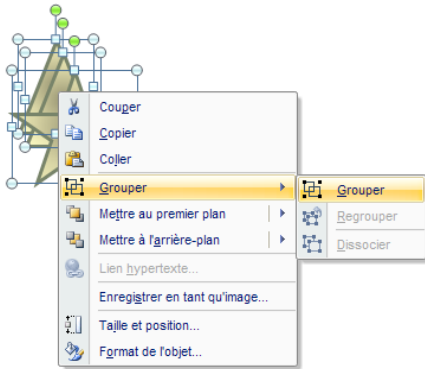 Couper
Copier
Coller
Grouper
Mettre au premier plan
Mettre à l'arrière-plan
Lien hypertexte...
Enregistrer en tant qu'image...
Taille et position...
Format de l'objet...
Grouper
Regrouper
Dissocier